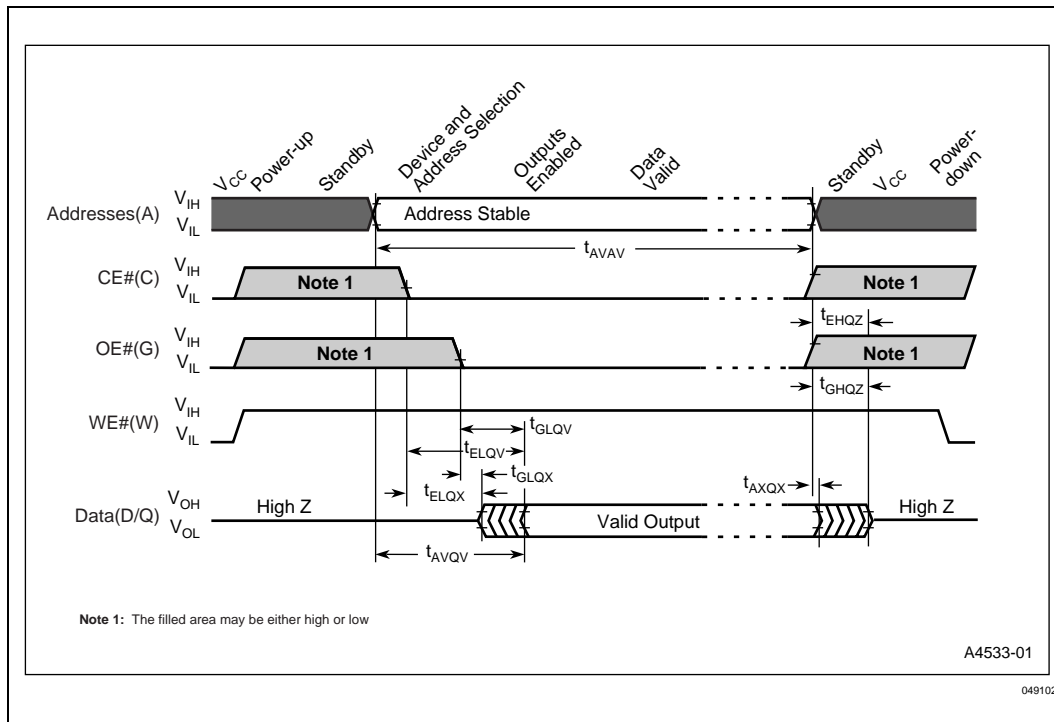 VCC
Power-up
Standby
Device and
Address Selection
Outputs
Enabled
Data
Valid
Standby
VCC
Power-
down
Addresses(A)
VIH
VIL
Address Stable
tAVAV
CE#(C)
VIH
VIL
Note 1
Note 1
tEHQZ
OE#(G)
VIH
VIL
Note 1
Note 1
tGHQZ
WE#(W)
VIH
VIL
tGLQV
tELQV
tGLQX
tELQX
tAXQX
Data(D/Q)
VOH
VOL
High Z
Valid Output
High Z
tAVQV
Note 1: The filled area may be either high or low
A4533-01
049102